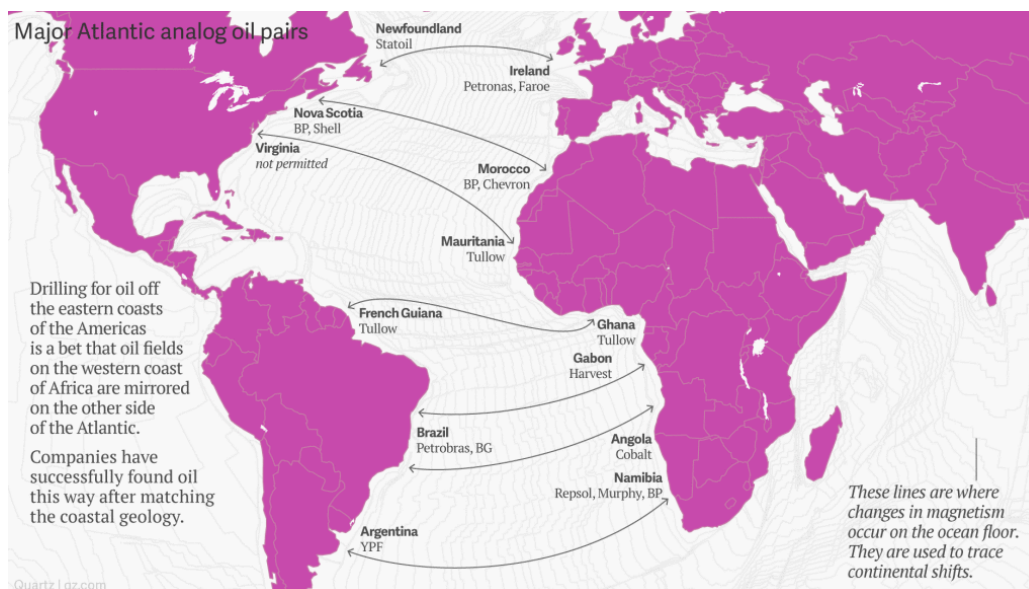 Major Atlantic analog oil pairs
Newfoundland
Statoil
Ireland
Petronas, Faroe
Nova Scotia
BP, Shell
Virginia
not permitted
Morocco
BP, Chevron
Mauritania
Tullow
Drilling for oil off
the eastern coasts
of the Americas
is a bet that oil fields
on the western coast
of Africa are mirrored
on the other side
of the Atlantic.
Companies have
successfully found oil
this way after matching
the coastal geology.
French Guiana
Tullow
Ghana
Tullow
Gabon
Harvest
Brazil
Petrobras, BG
Angola
Cobalt
Namibia
Repsol, Murphy, BP
Argentina
YPF
These lines are where
changes in magnetism
occur on the ocean floor.
They are used to trace
continental shifts.
Quartz | qz.com